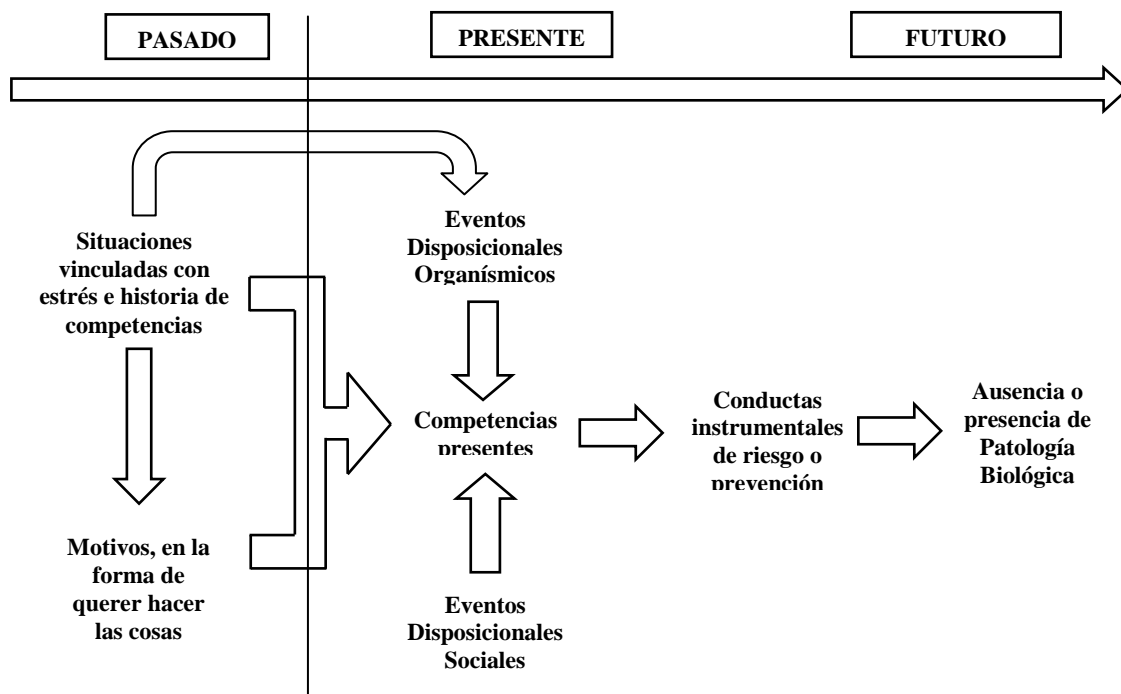 PASADO
PRESENTE
FUTURO
Situaciones
vinculadas con
estrés e historia de
competencias
Motivos, en la
forma de
querer hacer
las cosas
Eventos
Disposicionales
Organísmicos
Competencias
presentes
Eventos
Disposicionales
Sociales
Conductas
instrumentales
de riesgo o
prevención
Ausencia o
presencia de
Patología
Biológica